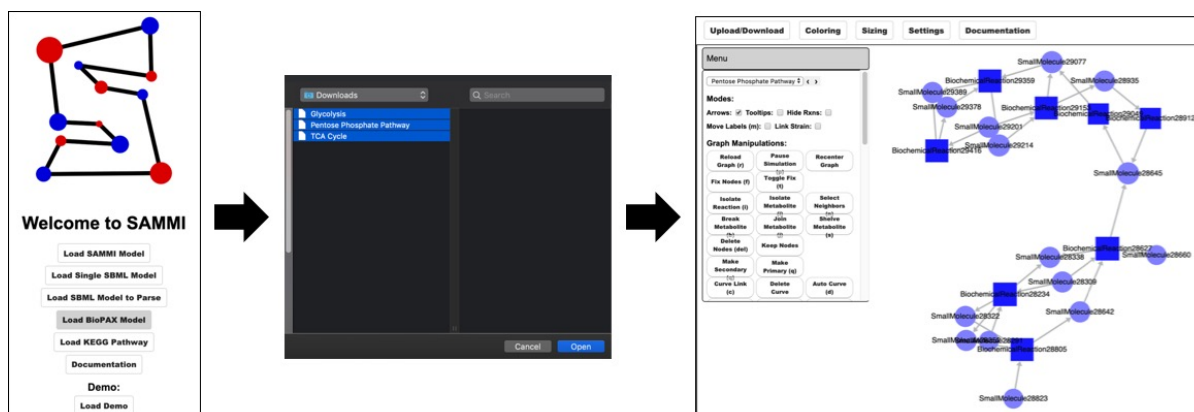 Welcome to SAMMI
Load SAMMI Model
Load Single SBML Model
Load SBML Model to Parse
Load BioPAX Model
Load KEGG Pathway
Documentation
Demo:
Load Demo
Downloads
Search
Glycolysis
Pentose Phosphate Pathway
TCA Cycle
Cancel Open
Upload/Download Coloring Sizing Settings Documentation
Menu
Pentose Phosphate Pathway
Modes:
Arrows: Tooltips: Hide Rxns:
Move Labels (m): Link Strain:
Graph Manipulations:
Reload Graph (r)
Pause Simulation
Recenter Graph
Fix Nodes (f)
Toggle Fix (t)
Isolate Reaction (i)
Isolate Metabolite
Select Neighbors
Break Metabolite
Join Metabolite
Shelve Metabolite
Delete Nodes (del)
Keep Nodes
Make Secondary
Make Primary (q)
Curve Link (c)
Delete Curve
Auto Curve (d)
SmallMolecule29077
BiochemicalReaction29359
SmallMolecule28935
SmallMolecule29389
SmallMolecule29378
SmallMolecule29201
SmallMolecule29214
BiochemicalReaction29416
SmallMolecule28645
SmallMolecule28660
SmallMolecule28338
SmallMolecule28309
BiochemicalReaction28234
SmallMolecule28322
SmallMolecule28642
BiochemicalReaction28805
SmallMolecule28823